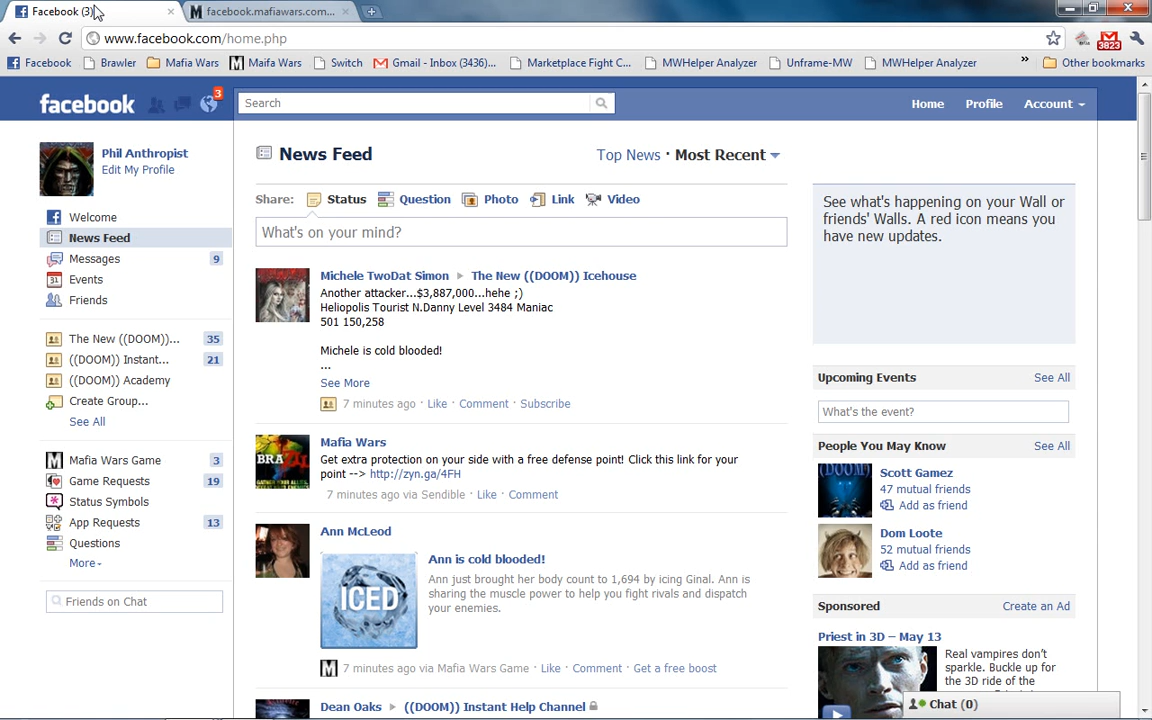 Facebook (3)
facebook.mafiawars.com...
www.facebook.com/home.php
3823
Facebook
Brawler
Mafia Wars
Maifa Wars
Switch
Gmail - Inbox (3436)...
Marketplace Fight C...
MWHelper Analyzer
Unframe-MW
MWHelper Analyzer
»
Other bookmarks
facebook
3
Search
Home
Profile
Account
Phil Anthropist
Edit My Profile
Welcome
News Feed
Messages 9
31 Events
Friends
The New ((DOOM))... 35
((DOOM)) Instant... 21
((DOOM)) Academy
Create Group...
See All
Mafia Wars Game 3
Game Requests 19
Status Symbols
App Requests 13
Questions
More
Friends on Chat
News Feed
Top News · Most Recent
Share: Status Question Photo Link Video
What's on your mind?
Michele TwoDat Simon ▸ The New ((DOOM)) Icehouse
Another attacker...$3,887,000...hehe ;)
Heliopolis Tourist N.Danny Level 3484 Maniac
501 150,258
Michele is cold blooded!
...
See More
7 minutes ago · Like · Comment · Subscribe
BRAZIL
Mafia Wars
Get extra protection on your side with a free defense point! Click this link for your
point --> http://zyn.ga/4FH
7 minutes ago via Sendible · Like · Comment
Ann McLeod
ICED
Ann is cold blooded!
Ann just brought her body count to 1,694 by icing Ginal. Ann is
sharing the muscle power to help you fight rivals and dispatch
your enemies.
7 minutes ago via Mafia Wars Game · Like · Comment · Get a free boost
Dean Oaks ▸ ((DOOM)) Instant Help Channel
See what's happening on your Wall or
friends' Walls. A red icon means you
have new updates.
Upcoming Events See All
What's the event?
People You May Know See All
((DOOM))
Scott Gamez
47 mutual friends
Add as friend
Dom Loote
52 mutual friends
Add as friend
Sponsored Create an Ad
Priest in 3D – May 13
Real vampires don't
sparkle. Buckle up for
the 3D ride of the
Chat (0)